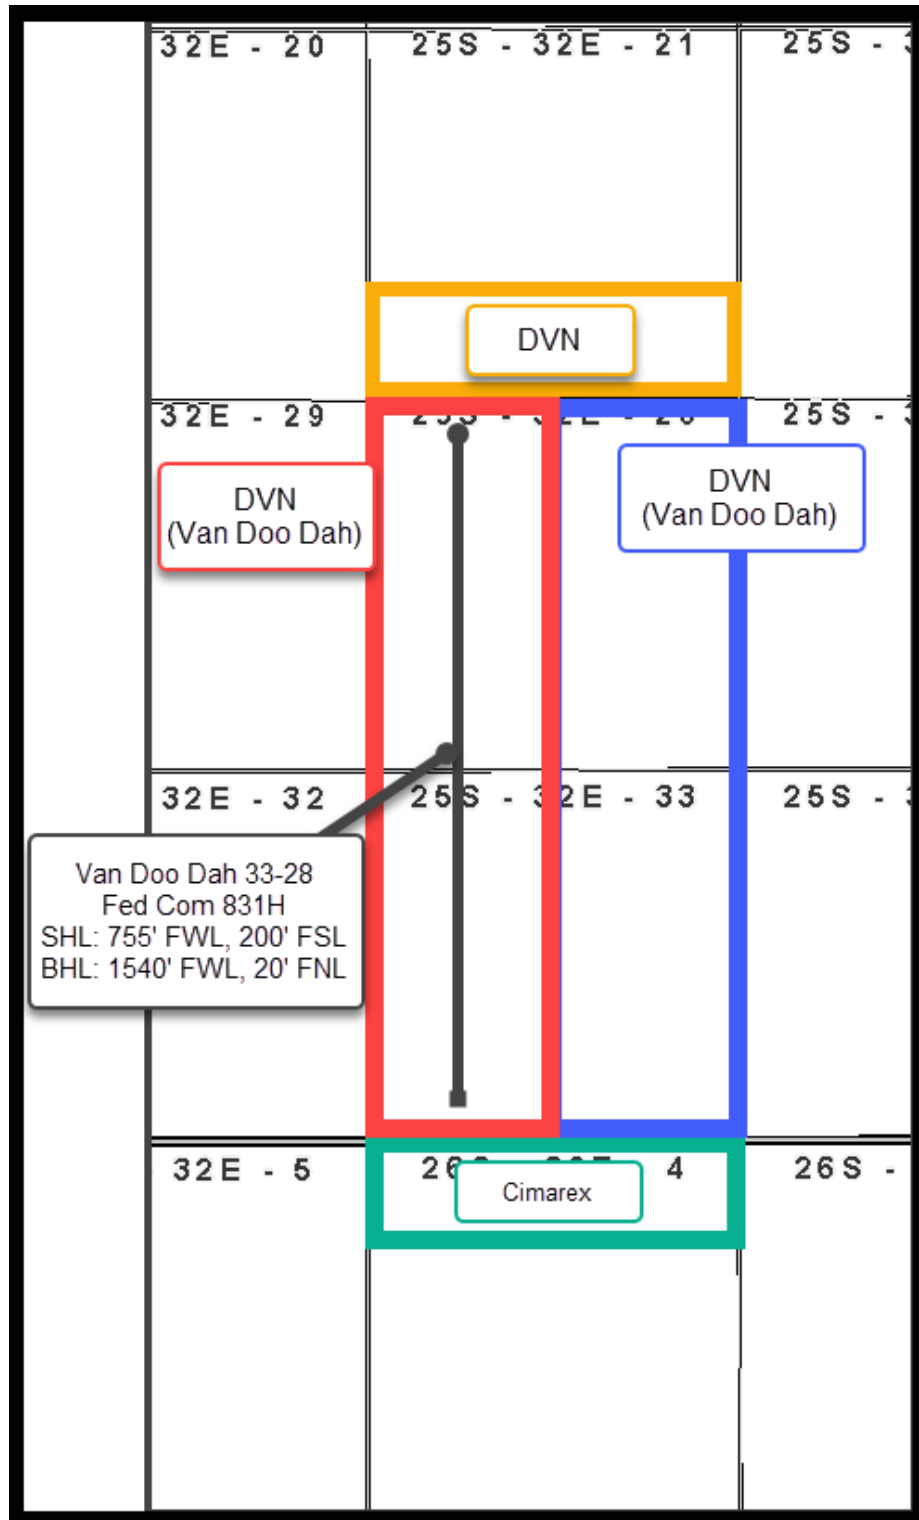 32E - 20
25S - 32E - 21
25S -
DVN
32E - 29
25S -
DVN
(Van Doo Dah)
DVN
(Van Doo Dah)
32E - 32
25S - 32E - 33
25S -
Van Doo Dah 33-28
Fed Com 831H
SHL: 755' FWL, 200' FSL
BHL: 1540' FWL, 20' FNL
32E - 5
4
26S -
Cimarex